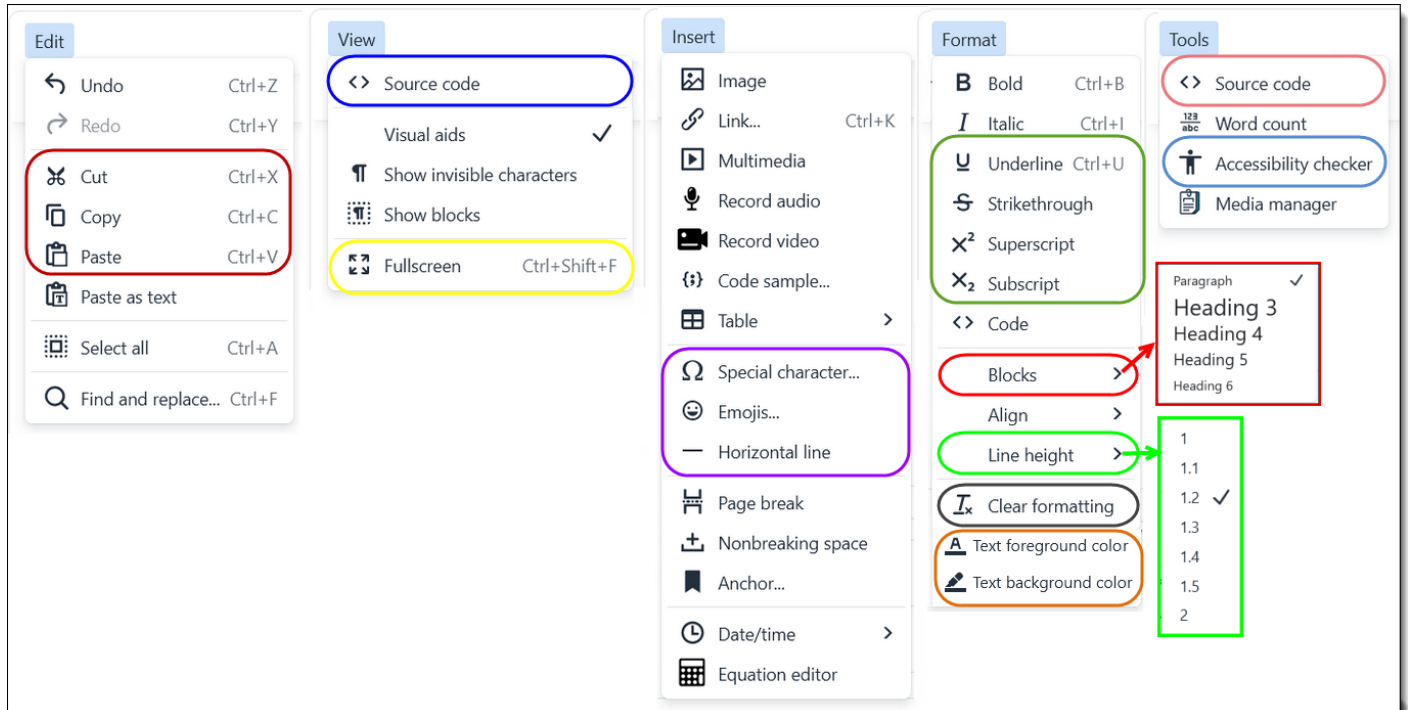 Edit
Undo Ctrl+Z
Redo Ctrl+Y
Cut Ctrl+X
Copy Ctrl+C
Paste Ctrl+V
Paste as text
Select all Ctrl+A
Find and replace... Ctrl+F
View
Source code
Visual aids
Show invisible characters
Show blocks
Fullscreen Ctrl+Shift+F
Insert
Image
Link... Ctrl+K
Multimedia
Record audio
Record video
Code sample...
Table
Special character...
Emojis...
Horizontal line
Page break
Nonbreaking space
Anchor...
Date/time
Equation editor
Format
Bold Ctrl+B
Italic Ctrl+I
Underline Ctrl+U
Strikethrough
Superscript
Subscript
Code
Blocks
Align
Line height
Clear formatting
Text foreground color
Text background color
Tools
Source code
Word count
Accessibility checker
Media manager
Paragraph
Heading 3
Heading 4
Heading 5
Heading 6
1
1.1
1.2
1.3
1.4
1.5
2